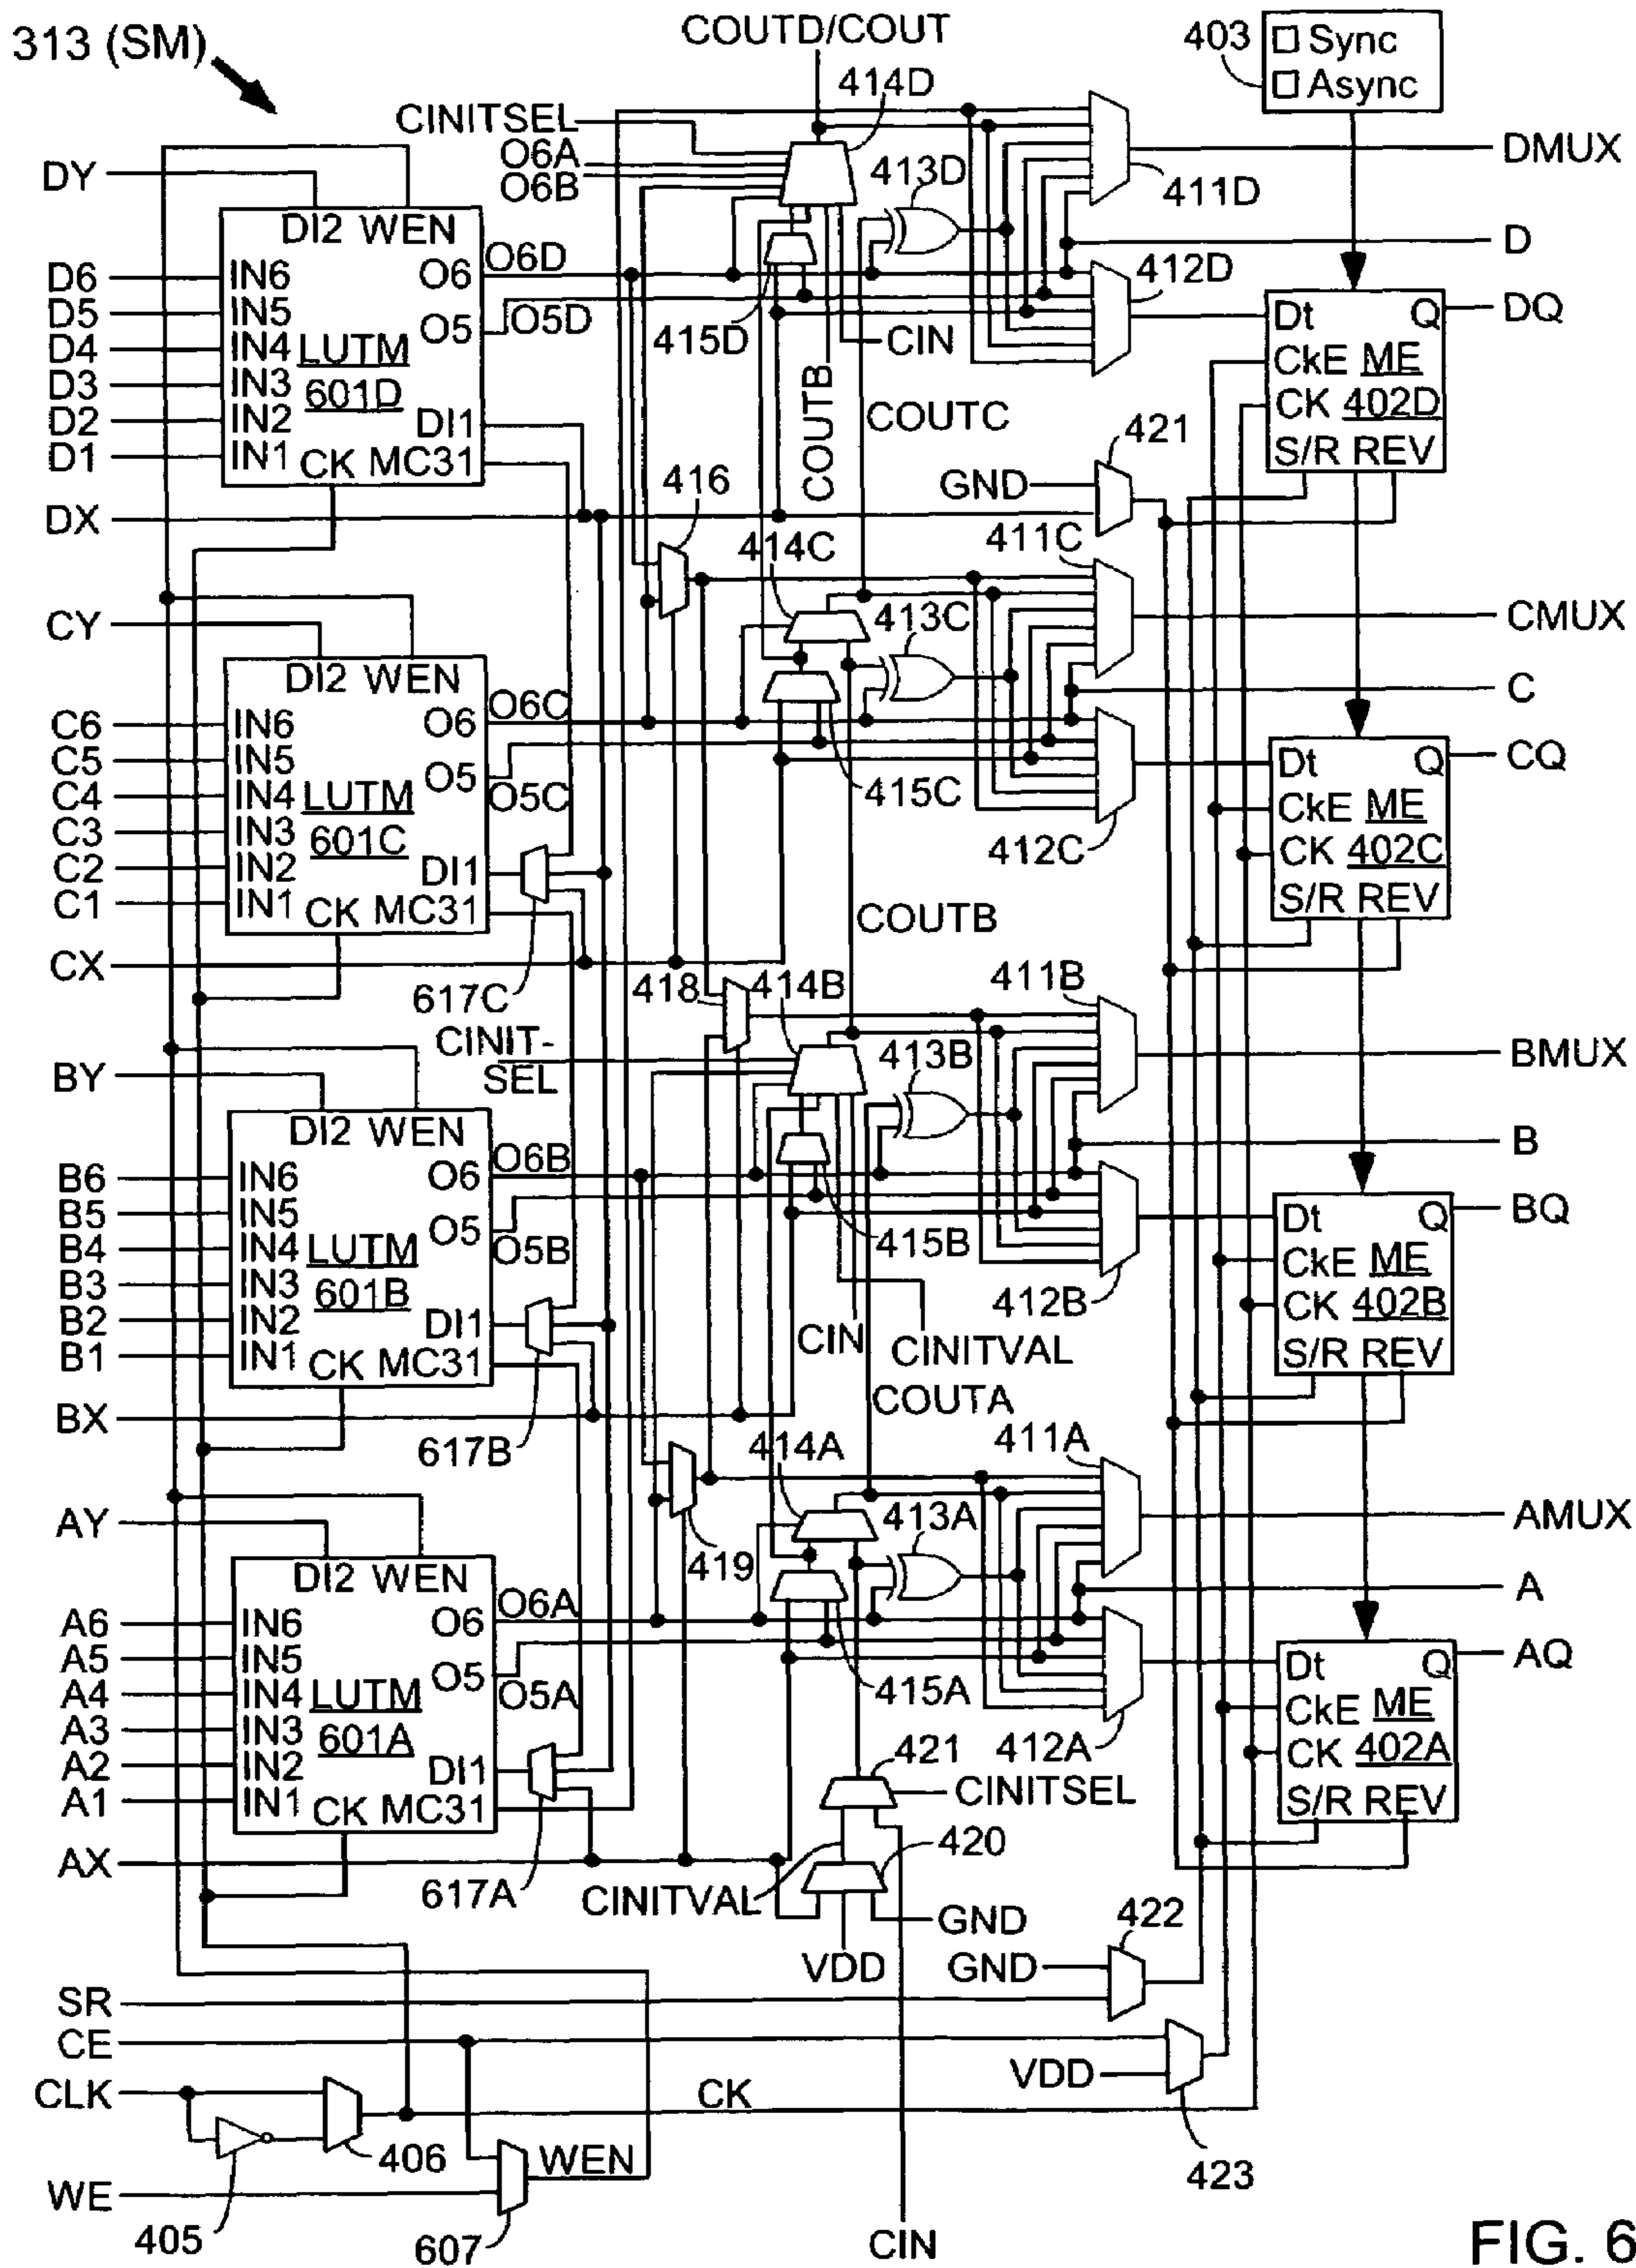 313 (SM)
COUTD/COUT
403
Sync
Async
414D
CINITSEL
O6A
O6B
413D
411D
DMUX
DY
DI2 WEN
D6
D5
D4
D3
D2
D1
IN6
IN5
IN4
IN3
IN2
IN1
LUTM
601D
O6
O5
DI1
CK MC31
O6D
O5D
415D
CIN
COUTB
COUTC
412D
D
Dt
Q
CkE ME
CK 402D
S/R REV
DQ
421
GND
DX
416
414C
411C
413C
CMUX
CY
DI2 WEN
C6
C5
C4
C3
C2
C1
IN6
IN5
IN4
IN3
IN2
IN1
LUTM
601C
O6
O5
DI1
CK MC31
O6C
O5C
415C
412C
C
Dt
Q
CkE ME
CK 402C
S/R REV
CQ
COUTB
CX
617C
418
414B
411B
413B
CINIT-
SEL
BMUX
BY
DI2 WEN
B6
B5
B4
B3
B2
B1
IN6
IN5
IN4
IN3
IN2
IN1
LUTM
601B
O6
O5
DI1
CK MC31
O6B
O5B
415B
412B
CIN
CINITVAL
COUTA
B
Dt
Q
CkE ME
CK 402B
S/R REV
BQ
BX
617B
414A
411A
413A
419
AMUX
AY
DI2 WEN
A6
A5
A4
A3
A2
A1
IN6
IN5
IN4
IN3
IN2
IN1
LUTM
601A
O6
O5
DI1
CK MC31
O6A
O5A
415A
412A
A
Dt
Q
CkE ME
CK 402A
S/R REV
AQ
421
CINITSEL
420
AX
617A
CINITVAL
GND
VDD
422
GND
SR
CE
VDD
CLK
CK
406
WEN
423
WE
405
607
CIN
FIG. 6